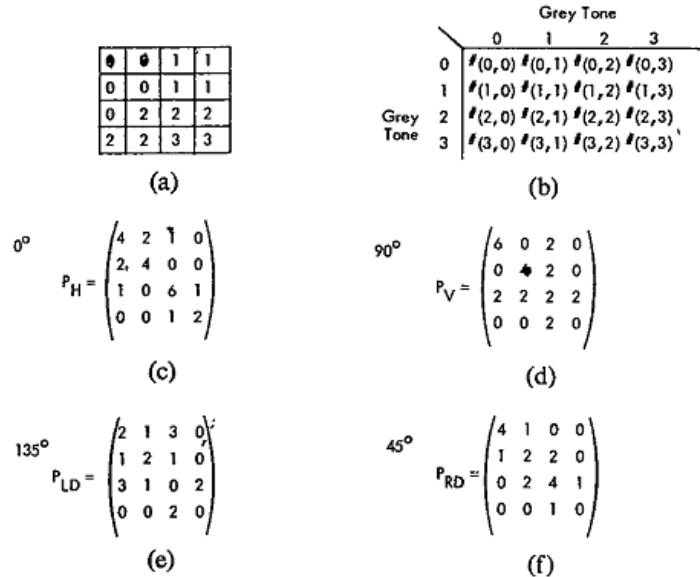 0 0 1 1
0 0 1 1
0 2 2 2
2 2 3 3
(a)
Grey Tone
0 1 2 3
0 #(0,0) #(0,1) #(0,2) #(0,3)
1 #(1,0) #(1,1) #(1,2) #(1,3)
Grey Tone
2 #(2,0) #(2,1) #(2,2) #(2,3)
3 #(3,0) #(3,1) #(3,2) #(3,3)
(b)
0°
P_H =
4 2 1 0
2 4 0 0
1 0 6 1
0 0 1 2
(c)
90°
P_V =
6 0 2 0
0 4 2 0
2 2 2 2
0 0 2 0
(d)
135°
P_LD =
2 1 3 0
1 2 1 0
3 1 0 2
0 0 2 0
(e)
45°
P_RD =
4 1 0 0
1 2 2 0
0 2 4 1
0 0 1 0
(f)